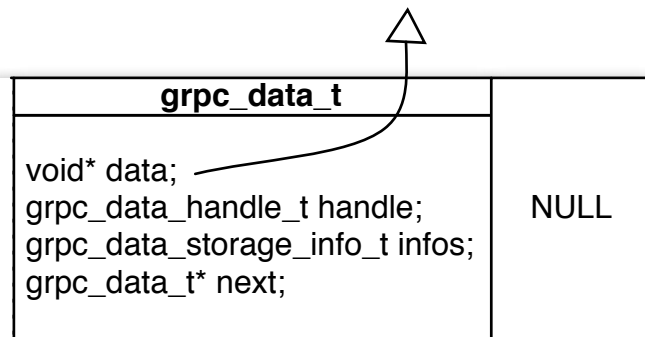 grpc_data_t
void* data;
grpc_data_handle_t handle;
grpc_data_storage_info_t infos;
grpc_data_t* next;
NULL